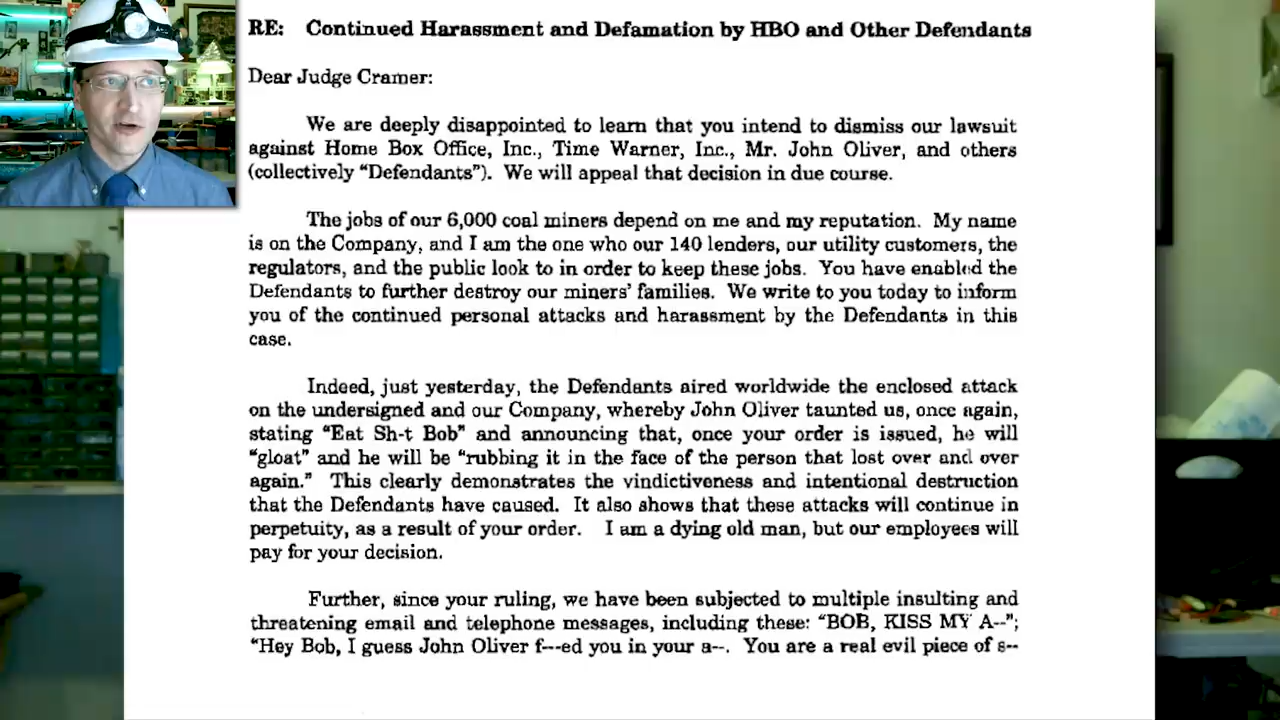 RE: Continued Harassment and Defamation by HBO and Other Defendants
Dear Judge Cramer:
We are deeply disappointed to learn that you intend to dismiss our lawsuit
against Home Box Office, Inc., Time Warner, Inc., Mr. John Oliver, and others
(collectively "Defendants"). We will appeal that decision in due course.
The jobs of our 6,000 coal miners depend on me and my reputation. My name
is on the Company, and I am the one who our 140 lenders, our utility customers, the
regulators, and the public look to in order to keep these jobs. You have enabled the
Defendants to further destroy our miners' families. We write to you today to inform
you of the continued personal attacks and harassment by the Defendants in this
case.
Indeed, just yesterday, the Defendants aired worldwide the enclosed attack
on the undersigned and our Company, whereby John Oliver taunted us, once again,
stating "Eat Sh-t Bob" and announcing that, once your order is issued, he will
"gloat" and he will be "rubbing it in the face of the person that lost over and over
again." This clearly demonstrates the vindictiveness and intentional destruction
that the Defendants have caused. It also shows that these attacks will continue in
perpetuity, as a result of your order. I am a dying old man, but our employees will
pay for your decision.
Further, since your ruling, we have been subjected to multiple insulting and
threatening email and telephone messages, including these: "BOB, KISS MY A--";
"Hey Bob, I guess John Oliver f---ed you in your a--. You are a real evil piece of s--